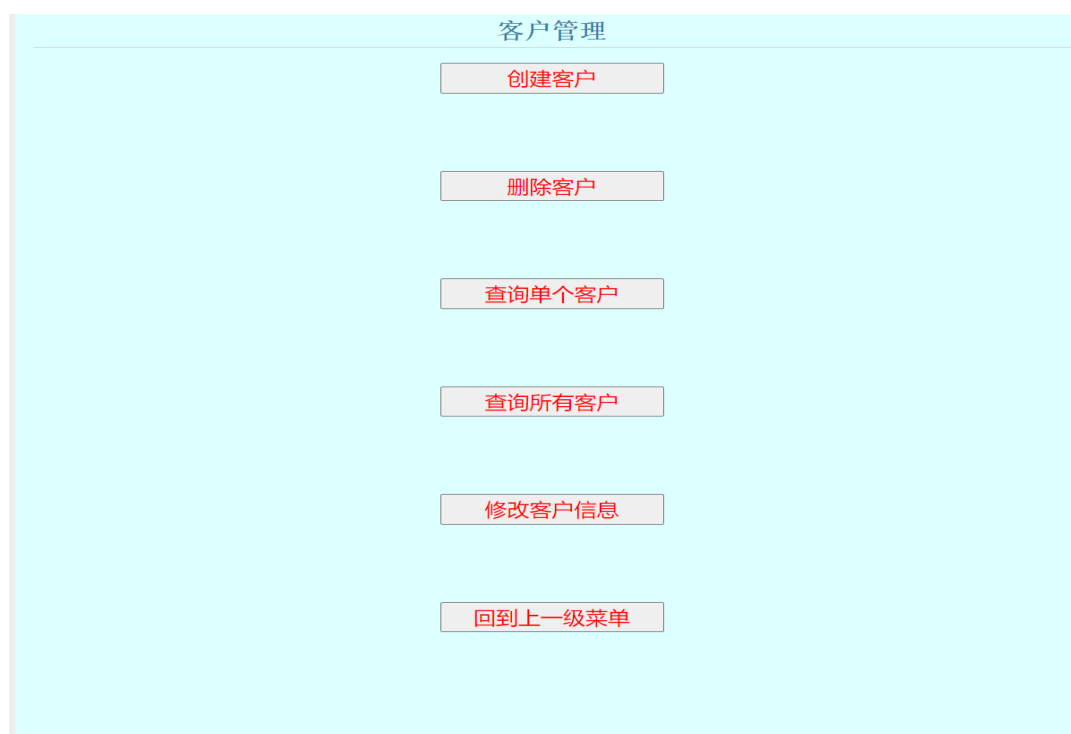 客户管理
创建客户
删除客户
查询单个客户
查询所有客户
修改客户信息
回到上一级菜单